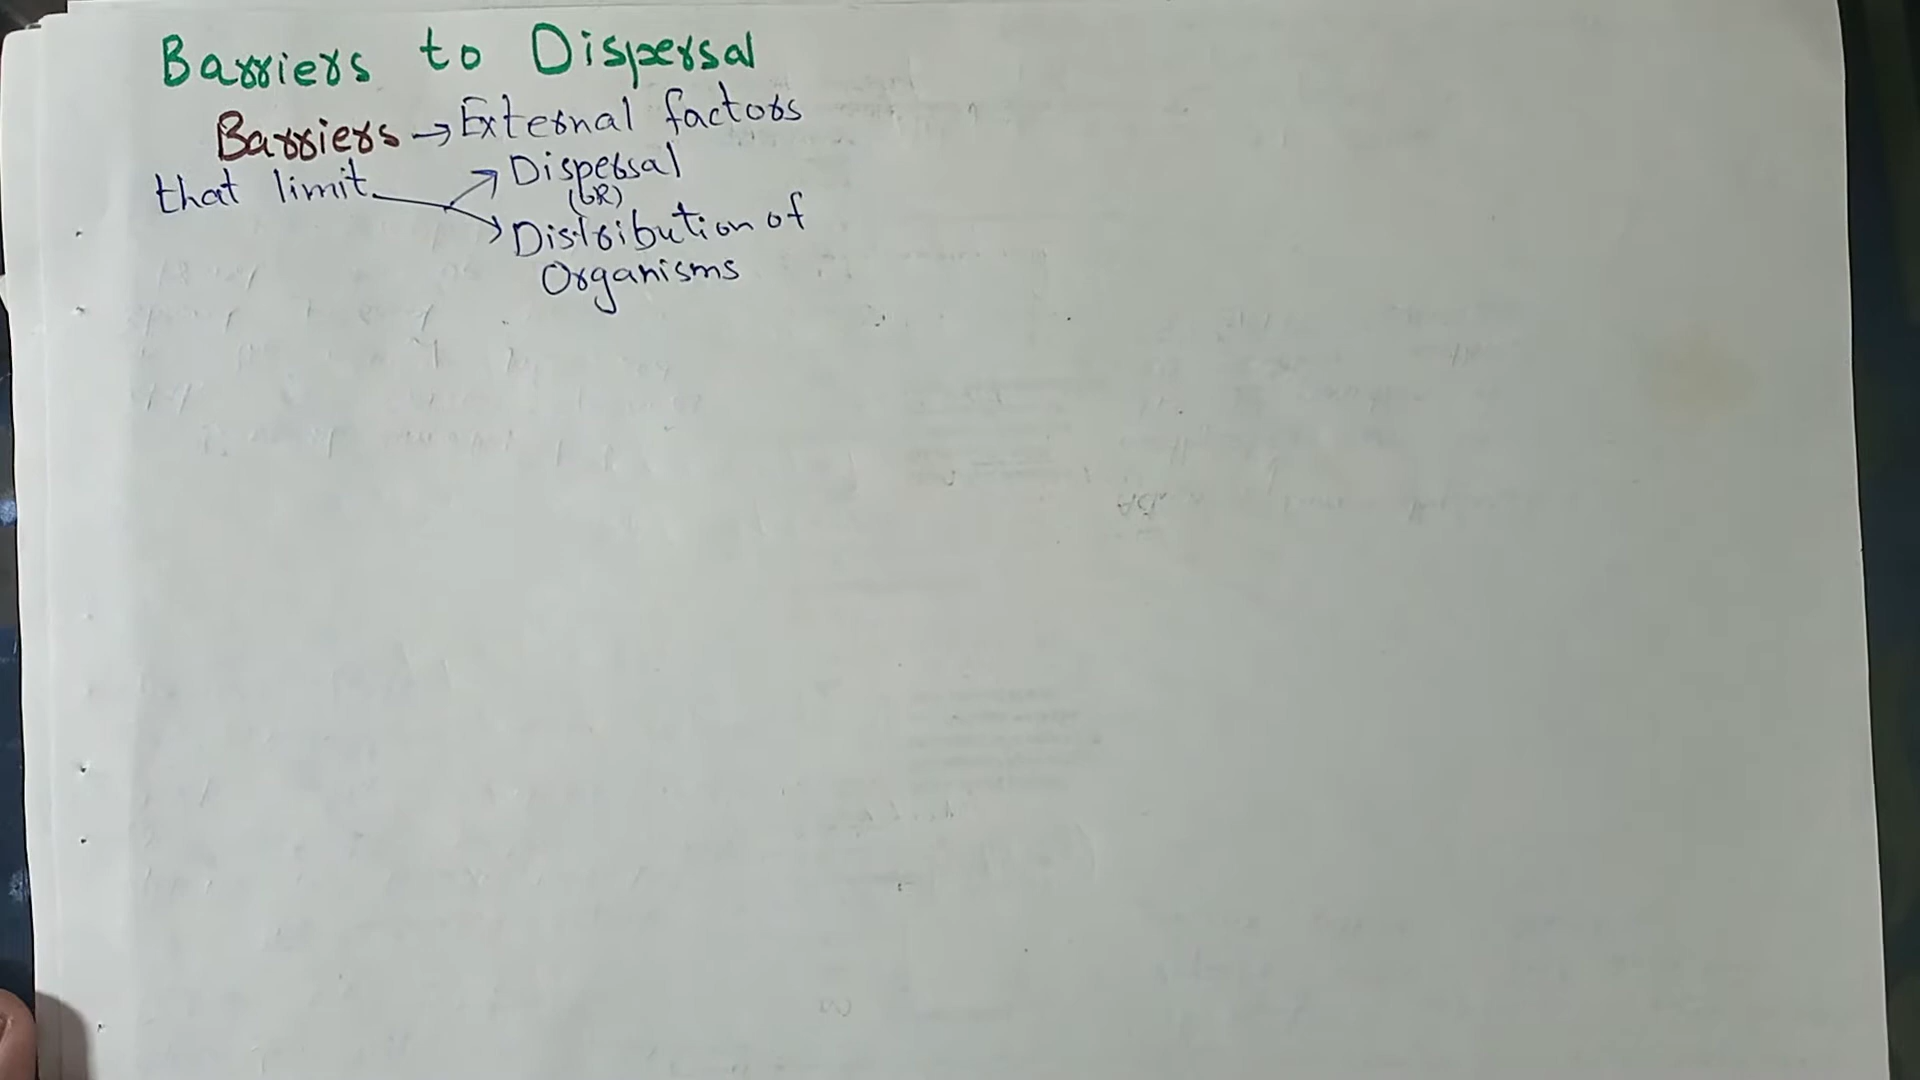 Barriers to Dispersal
Barriers → External factors
that limit → Dispersal
(OR)
→ Distribution of
Organisms